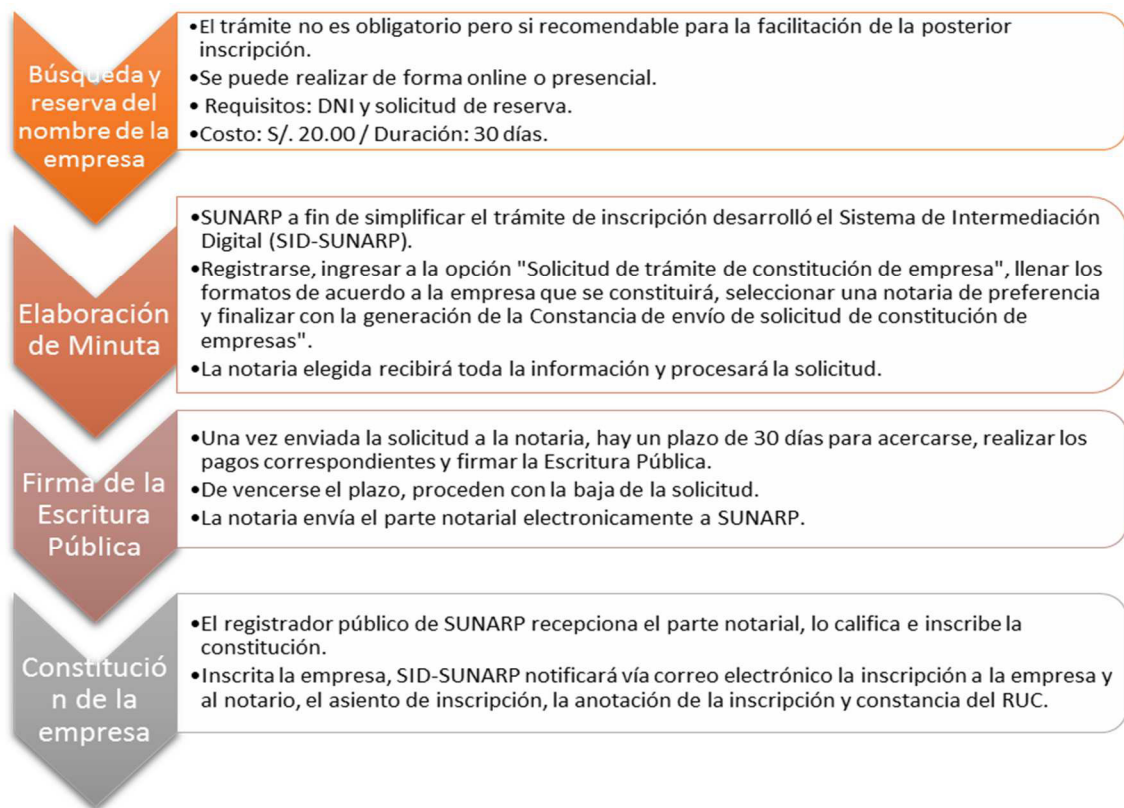 Búsqueda y
reserva del
nombre de la
empresa
•El trámite no es obligatorio pero si recomendable para la facilitación de la posterior
inscripción.
•Se puede realizar de forma online o presencial.
• Requisitos: DNI y solicitud de reserva.
•Costo: S/. 20.00 / Duración: 30 días.
Elaboración
de Minuta
•SUNARP a fin de simplificar el trámite de inscripción desarrolló el Sistema de Intermediación
Digital (SID-SUNARP).
•Registrarse, ingresar a la opción "Solicitud de trámite de constitución de empresa", llenar los
formatos de acuerdo a la empresa que se constituirá, seleccionar una notaria de preferencia
y finalizar con la generación de la Constancia de envío de solicitud de constitución de
empresas".
•La notaria elegida recibirá toda la información y procesará la solicitud.
Firma de la
Escritura
Pública
•Una vez enviada la solicitud a la notaria, hay un plazo de 30 días para acercarse, realizar los
pagos correspondientes y firmar la Escritura Pública.
•De vencerse el plazo, proceden con la baja de la solicitud.
•La notaria envía el parte notarial electronicamente a SUNARP.
Constitució
n de la
empresa
•El registrador público de SUNARP recepciona el parte notarial, lo califica e inscribe la
constitución.
•Inscrita la empresa, SID-SUNARP notificará vía correo electrónico la inscripción a la empresa y
al notario, el asiento de inscripción, la anotación de la inscripción y constancia del RUC.